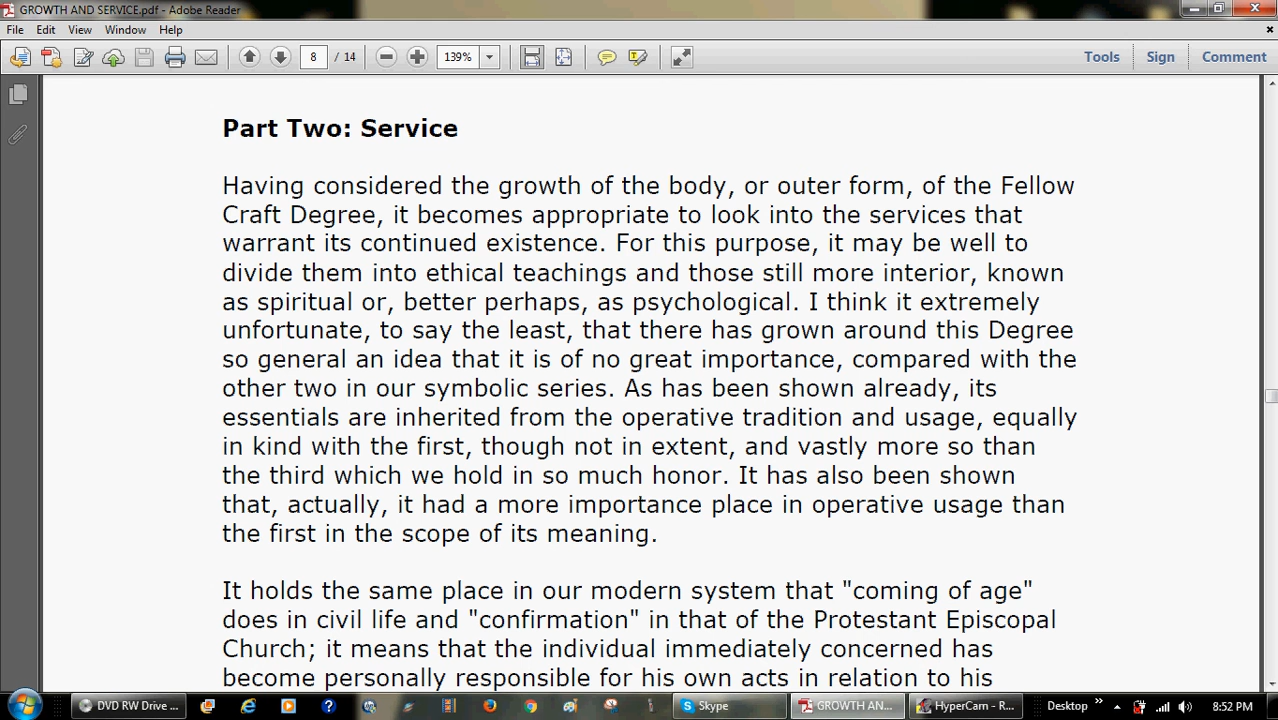 GROWTH AND SERVICE.pdf - Adobe Reader
File Edit View Window Help
8 / 14 139% Tools Sign Comment
Part Two: Service
Having considered the growth of the body, or outer form, of the Fellow
Craft Degree, it becomes appropriate to look into the services that
warrant its continued existence. For this purpose, it may be well to
divide them into ethical teachings and those still more interior, known
as spiritual or, better perhaps, as psychological. I think it extremely
unfortunate, to say the least, that there has grown around this Degree
so general an idea that it is of no great importance, compared with the
other two in our symbolic series. As has been shown already, its
essentials are inherited from the operative tradition and usage, equally
in kind with the first, though not in extent, and vastly more so than
the third which we hold in so much honor. It has also been shown
that, actually, it had a more importance place in operative usage than
the first in the scope of its meaning.
It holds the same place in our modern system that "coming of age"
does in civil life and "confirmation" in that of the Protestant Episcopal
Church; it means that the individual immediately concerned has
become personally responsible for his own acts in relation to his
DVD RW Drive ... Skype GROWTH AN... HyperCam - R... Desktop » 8:52 PM